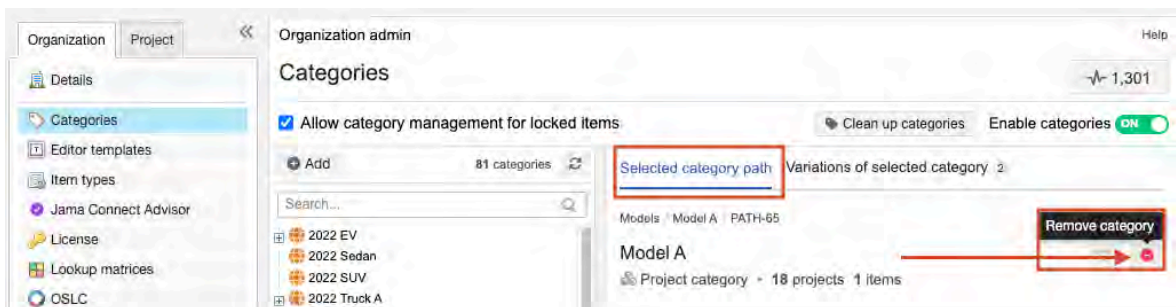 Organization
Project
Details
Categories
Editor templates
Item types
Jama Connect Advisor
License
Lookup matrices
OSLC
Organization admin
Help
Categories
1,301
Allow category management for locked items
Clean up categories
Enable categories ON
Add
81 categories
Search...
2022 EV
2022 Sedan
2022 SUV
2022 Truck A
Selected category path
Variations of selected category 2
Models Model A PATH-65
Remove category
Model A
Project category • 18 projects 1 items